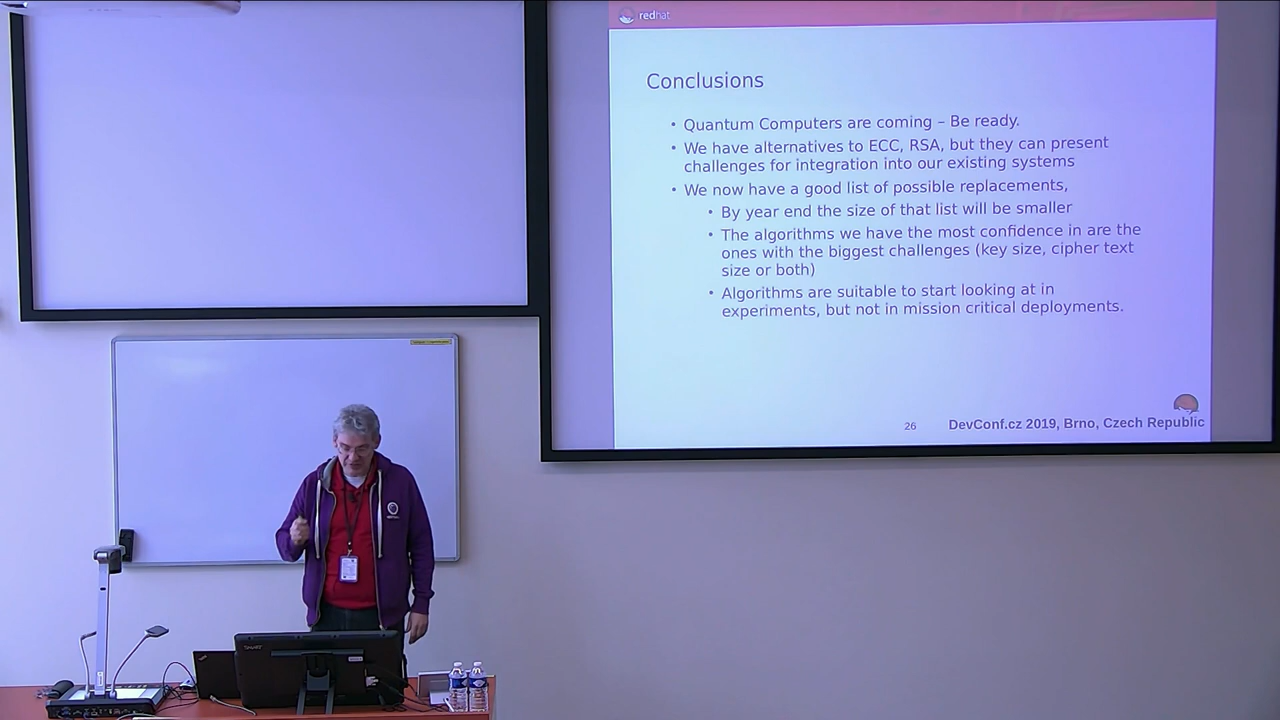 redhat
Conclusions
• Quantum Computers are coming – Be ready.
• We have alternatives to ECC, RSA, but they can present
challenges for integration into our existing systems
• We now have a good list of possible replacements,
• By year end the size of that list will be smaller
• The algorithms we have the most confidence in are the
ones with the biggest challenges (key size, cipher text
size or both)
• Algorithms are suitable to start looking at in
experiments, but not in mission critical deployments.
26
DevConf.cz 2019, Brno, Czech Republic